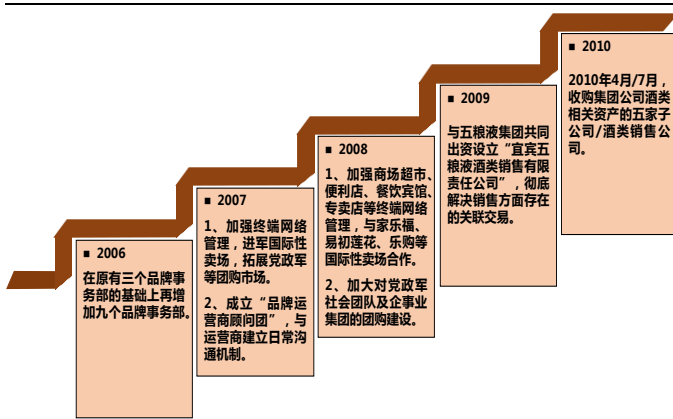 ■ 2006
在原有三个品牌事
务部的基础上再增
加九个品牌事务部。
■ 2007
1、加强终端网络
管理，进军国际性
卖场，拓展党政军
等团购市场。
2、成立“品牌运
营商顾问团”，与
运营商建立日常沟
通机制。
■ 2008
1、加强商场超市、
便利店、餐饮宾馆、
专卖店等终端网络
管理，与家乐福、
易初莲花、乐购等
国际性卖场合作。
2、加大对党政军
社会团队及企事业
集团的团购建设。
■ 2009
与五粮液集团共同
出资设立“宜宾五
粮液酒类销售有限
责任公司”，彻底
解决销售方面存在
的关联交易。
■ 2010
2010年4月/7月，
收购集团公司酒类
相关资产的五家子
公司/酒类销售公
司。